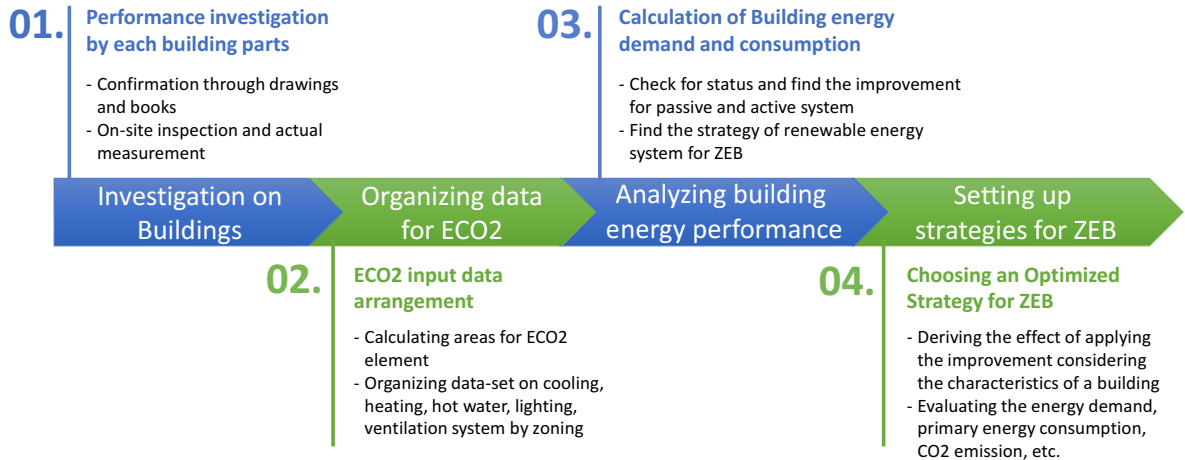 01.
Performance investigation
by each building parts
- Confirmation through drawings
and books
- On-site inspection and actual
measurement
03.
Calculation of Building energy
demand and consumption
- Check for status and find the improvement
for passive and active system
- Find the strategy of renewable energy
system for ZEB
Investigation on
Buildings
Organizing data
for ECO2
Analyzing building
energy performance
Setting up
strategies for ZEB
02.
ECO2 input data
arrangement
- Calculating areas for ECO2
element
- Organizing data-set on cooling,
heating, hot water, lighting,
ventilation system by zoning
04.
Choosing an Optimized
Strategy for ZEB
- Deriving the effect of applying
the improvement considering
the characteristics of a building
- Evaluating the energy demand,
primary energy consumption,
CO2 emission, etc.